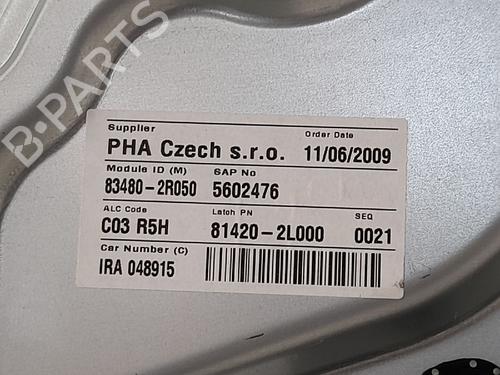 B-PARTS
Supplier Order Date
PHA Czech s.r.o. 11/06/2009
Module ID (M) SAP No
83480-2R050 5602476
ALC Code Latch PN SEQ
C03 R5H 81420-2L000 0021
Car Number (C)
IRA 048915